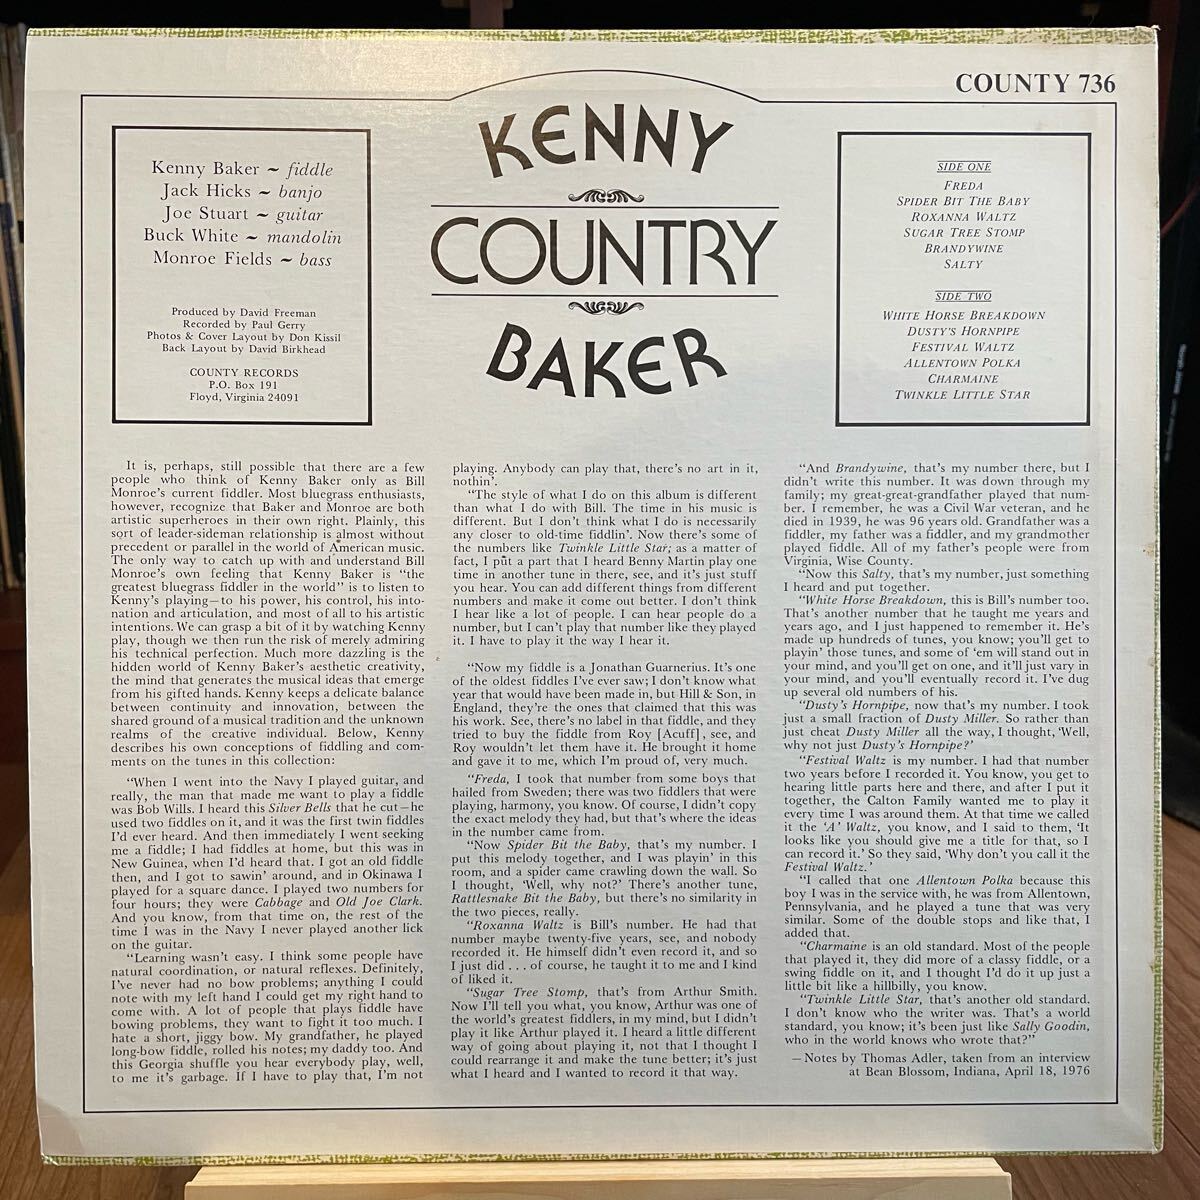 COUNTY 736
KENNY
COUNTRY
BAKER
Kenny Baker ~ fiddle
Jack Hicks ~ banjo
Joe Stuart ~ guitar
Buck White ~ mandolin
Monroe Fields ~ bass
Produced by David Freeman
Recorded by Paul Gerry
Photos & Cover Layout by Don Kissil
Back Layout by David Birkhead
COUNTY RECORDS
P.O. Box 191
Floyd, Virginia 24091
SIDE ONE
FREDA
SPIDER BIT THE BABY
ROXANNA WALTZ
SUGAR TREE STOMP
BRANDYWINE
SALTY
SIDE TWO
WHITE HORSE BREAKDOWN
DUSTY'S HORNPIPE
FESTIVAL WALTZ
ALLENTOWN POLKA
CHARMAINE
TWINKLE LITTLE STAR
It is, perhaps, still possible that there are a few
people who think of Kenny Baker only as Bill
Monroe's current fiddler. Most bluegrass enthusiasts,
however, recognize that Baker and Monroe are both
artistic superheroes in their own right. Plainly, this
sort of leader-sideman relationship is almost without
precedent or parallel in the world of American music.
The only way to catch up with and understand Bill
Monroe's own feeling that Kenny Baker is "the
greatest bluegrass fiddler in the world" is to listen to
Kenny's playing—to his power, his control, his into-
nation and articulation, and most of all to his artistic
intentions. We can grasp a bit of it by watching Kenny
play, though we then run the risk of merely admiring
his technical perfection. Much more dazzling is the
hidden world of Kenny Baker's aesthetic creativity,
the mind that generates the musical ideas that emerge
from his gifted hands. Kenny keeps a delicate balance
between continuity and innovation, between the
shared ground of a musical tradition and the unknown
realms of the creative individual. Below, Kenny
describes his own conceptions of fiddling and com-
ments on the tunes in this collection:
"When I went into the Navy I played guitar, and
really, the man that made me want to play a fiddle
was Bob Wills. I heard this Silver Bells that he cut—he
used two fiddles on it, and it was the first twin fiddles
I'd ever heard. And then immediately I went seeking
me a fiddle; I had fiddles at home, but this was in
New Guinea, when I'd heard that. I got an old fiddle
then, and I got to sawin' around, and in Okinawa I
played for a square dance. I played two numbers for
four hours; they were Cabbage and Old Joe Clark.
And you know, from that time on, the rest of the
time I was in the Navy I never played another lick
on the guitar.
"Learning wasn't easy. I think some people have
natural coordination, or natural reflexes. Definitely,
I've never had no bow problems; anything I could
note with my left hand I could get my right hand to
come with. A lot of people that plays fiddle have
bowing problems, they want to fight it too much. I
hate a short, jiggy bow. My grandfather, he played
long-bow fiddle, rolled his notes; my daddy too. And
this Georgia shuffle you hear everybody play, well,
to me it's garbage. If I have to play that, I'm not
playing. Anybody can play that, there's no art in it,
nothin'.
"The style of what I do on this album is different
than what I do with Bill. The time in his music is
different. But I don't think what I do is necessarily
any closer to old-time fiddlin'. Now there's some of
the numbers like Twinkle Little Star; as a matter of
fact, I put a part that I heard Benny Martin play one
time in another tune in there, see, and it's just stuff
you hear. You can add different things from different
numbers and make it come out better. I don't think
I hear like a lot of people. I can hear people do a
number, but I can't play that number like they played
it. I have to play it the way I hear it.
"Now my fiddle is a Jonathan Guarnerius. It's one
of the oldest fiddles I've ever saw; I don't know what
year that would have been made in, but Hill & Son, in
England, they're the ones that claimed that this was
his work. See, there's no label in that fiddle, and they
tried to buy the fiddle from Roy [Acuff], see, and
Roy wouldn't let them have it. He brought it home
and gave it to me, which I'm proud of, very much.
"Freda, I took that number from some boys that
hailed from Sweden; there was two fiddlers that were
playing, harmony, you know. Of course, I didn't copy
the exact melody they had, but that's where the ideas
in the number came from.
"Now Spider Bit the Baby, that's my number. I
put this melody together, and I was playin' in this
room, and a spider came crawling down the wall. So
I thought, 'Well, why not?' There's another tune,
Rattlesnake Bit the Baby, but there's no similarity in
the two pieces, really.
"Roxanna Waltz is Bill's number. He had that
number maybe twenty-five years, see, and nobody
recorded it. He himself didn't even record it, and so
I just did . . . of course, he taught it to me and I kind
of liked it.
"Sugar Tree Stomp, that's from Arthur Smith.
Now I'll tell you what, you know, Arthur was one of
the world's greatest fiddlers, in my mind, but I didn't
play it like Arthur played it. I heard a little different
way of going about playing it, not that I thought I
could rearrange it and make the tune better; it's just
what I heard and I wanted to record it that way.
"And Brandywine, that's my number there, but I
didn't write this number. It was down through my
family; my great-great-grandfather played that num-
ber. I remember, he was a Civil War veteran, and he
died in 1939, he was 96 years old. Grandfather was a
fiddler, my father was a fiddler, and my grandmother
played fiddle. All of my father's people were from
Virginia, Wise County.
"Now this Salty, that's my number, just something
I heard and put together.
"White Horse Breakdown, this is Bill's number too.
That's another number that he taught me years and
years ago, and I just happened to remember it. He's
made up hundreds of tunes, you know; you'll get to
playin' those tunes, and some of 'em will stand out in
your mind, and you'll get on one, and it'll just vary in
your mind, and you'll eventually record it. I've dug
up several old numbers of his.
"Dusty's Hornpipe, now that's my number. I took
just a small fraction of Dusty Miller. So rather than
just cheat Dusty Miller all the way, I thought, 'Well,
why not just Dusty's Hornpipe?'
"Festival Waltz is my number. I had that number
two years before I recorded it. You know, you get to
hearing little parts here and there, and after I put it
together, the Calton Family wanted me to play it
every time I was around them. At that time we called
it the 'A' Waltz, you know, and I said to them, 'It
looks like you should give me a title for that, so I
can record it.' So they said, 'Why don't you call it the
Festival Waltz.'
"I called that one Allentown Polka because this
boy I was in the service with, he was from Allentown,
Pennsylvania, and he played a tune that was very
similar. Some of the double stops and like that, I
added that.
"Charmaine is an old standard. Most of the people
that played it, they did more of a classy fiddle, or a
swing fiddle on it, and I thought I'd do it up just a
little bit like a hillbilly, you know.
"Twinkle Little Star, that's another old standard.
I don't know who the writer was. That's a world
standard, you know; it's been just like Sally Goodin,
who in the world knows who wrote that?"
—Notes by Thomas Adler, taken from an interview
at Bean Blossom, Indiana, April 18, 1976